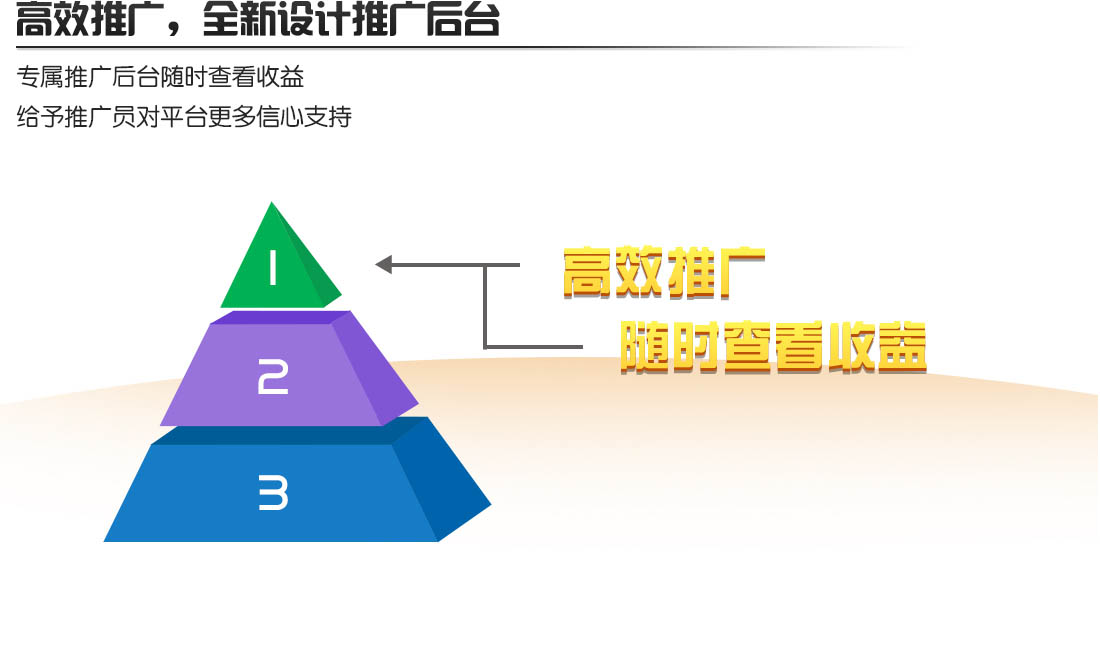 高效推广，全新设计推广后台
专属推广后台随时查看收益
给予推广员对平台更多信心支持
1
高效推广
随时查看收益
2
3